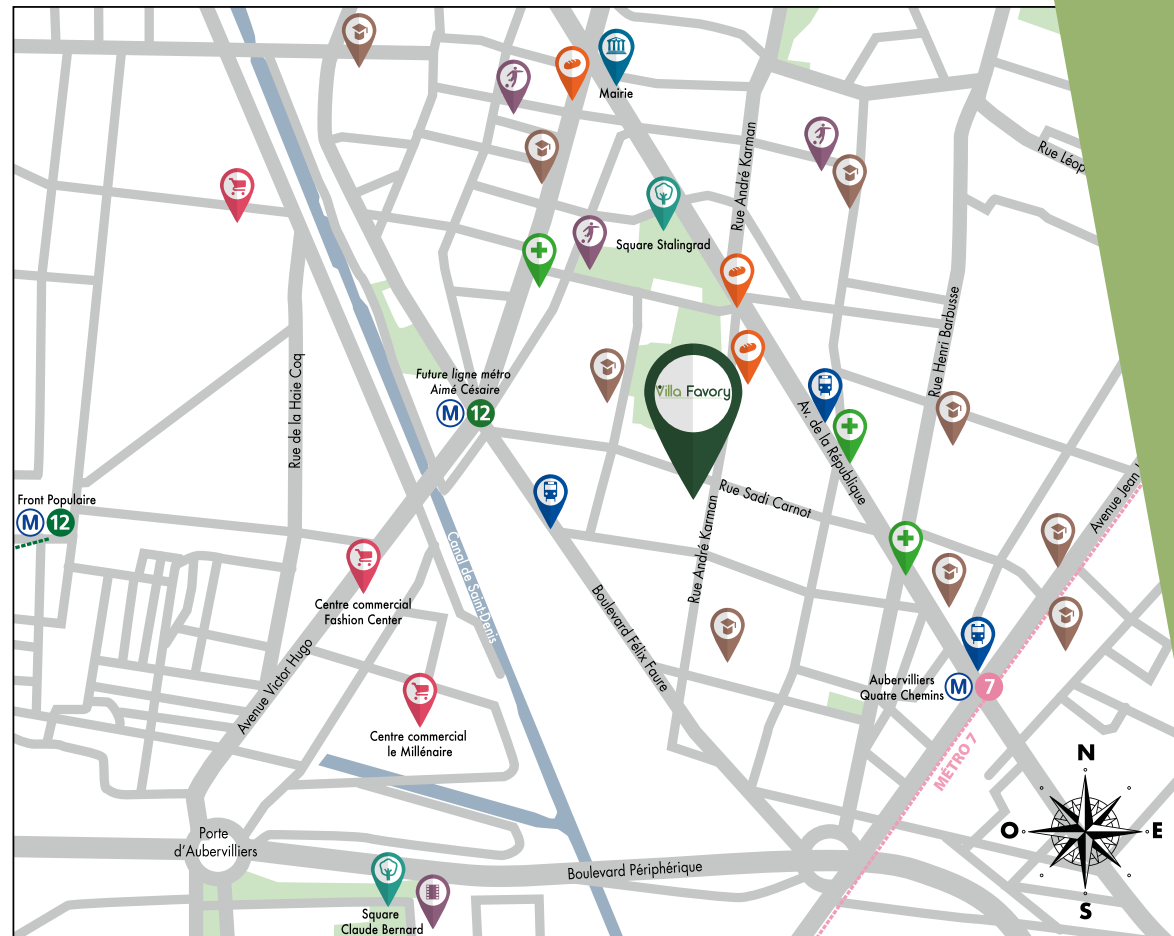 Mairie
Rue Léop
Rue André Karman
Square Stalingrad
Rue Henri Barbusse
Rue de la Haie Coq
Future ligne métro
Aimé Césaire
M 12
Villa Favory
Av. de la République
Rue Sadi Carnot
Avenue Jean J
Front Populaire
M 12
Canal de Saint-Denis
Rue André Karman
Centre commercial
Fashion Center
Boulevard Félix Faure
Avenue Victor Hugo
Aubervilliers
Quatre Chemins
M 7
Centre commercial
le Millénaire
MÉTRO 7
N
O
E
S
Porte
d'Aubervilliers
Boulevard Périphérique
Square
Claude Bernard